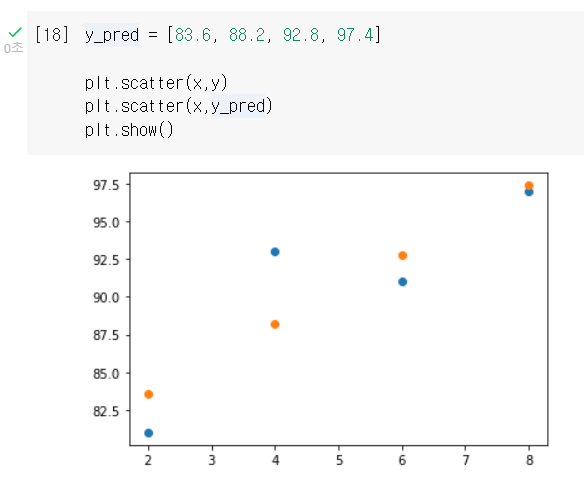 [18] y_pred = [83.6, 88.2, 92.8, 97.4]
0초
plt.scatter(x,y)
plt.scatter(x,y_pred)
plt.show()
97.5
95.0
92.5
90.0
87.5
85.0
82.5
2 3 4 5 6 7 8